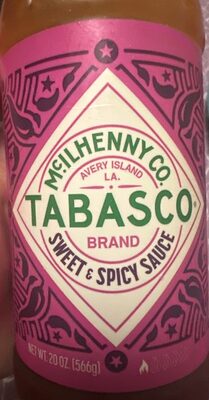 McILHENNY CO.
AVERY ISLAND
LA.
TABASCO®
BRAND
SWEET & SPICY SAUCE
NET WT. 20 OZ. (566g)